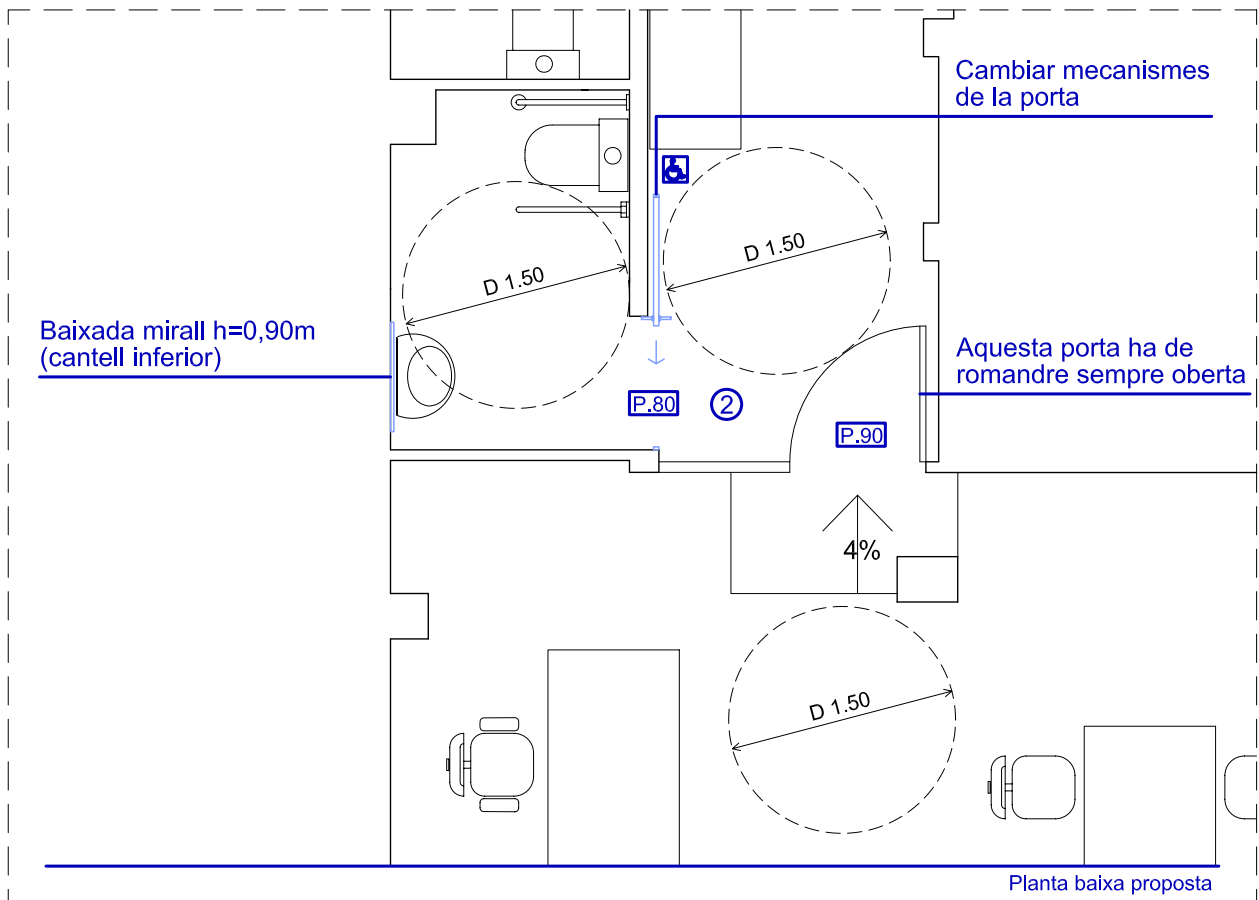 Cambiar mecanismes
de la porta
D 1.50
D 1.50
Baixada mirall h=0,90m
(cantell inferior)
Aquesta porta ha de
romandre sempre oberta
P.80
2
P.90
4%
D 1.50
Planta baixa proposta